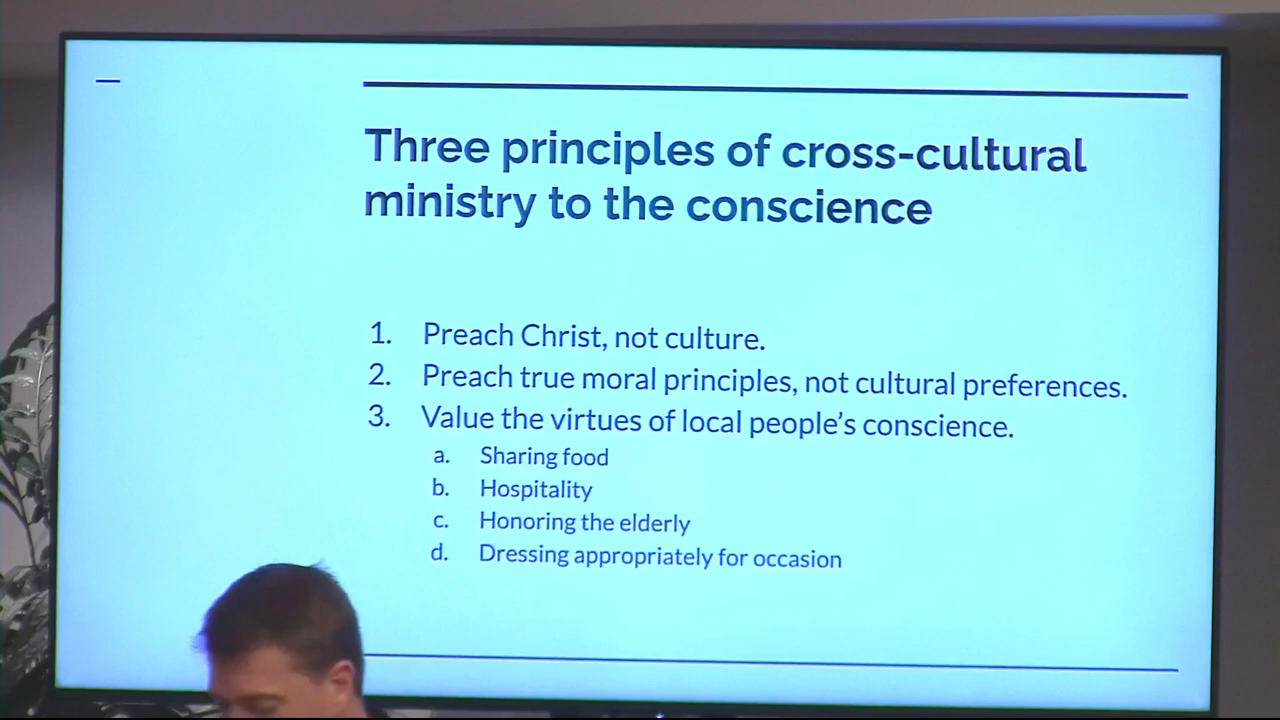 Three principles of cross-cultural
ministry to the conscience
1. Preach Christ, not culture.
2. Preach true moral principles, not cultural preferences.
3. Value the virtues of local people's conscience.
a. Sharing food
b. Hospitality
c. Honoring the elderly
d. Dressing appropriately for occasion